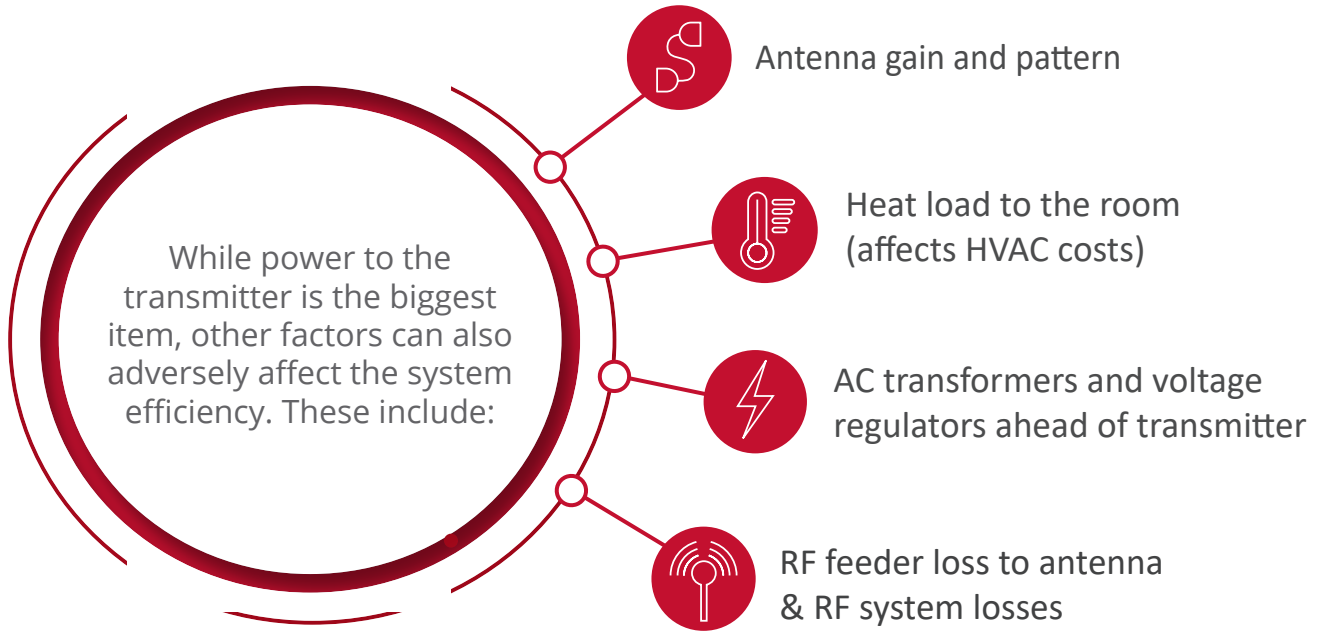 While power to the
transmitter is the biggest
item, other factors can also
adversely affect the system
efficiency. These include:
Antenna gain and pattern
Heat load to the room
(affects HVAC costs)
AC transformers and voltage
regulators ahead of transmitter
RF feeder loss to antenna
& RF system losses